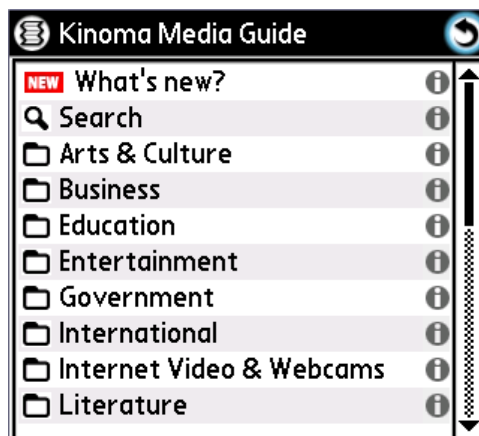 Kinoma Media Guide
NEW What's new?
Search
Arts & Culture
Business
Education
Entertainment
Government
International
Internet Video & Webcams
Literature